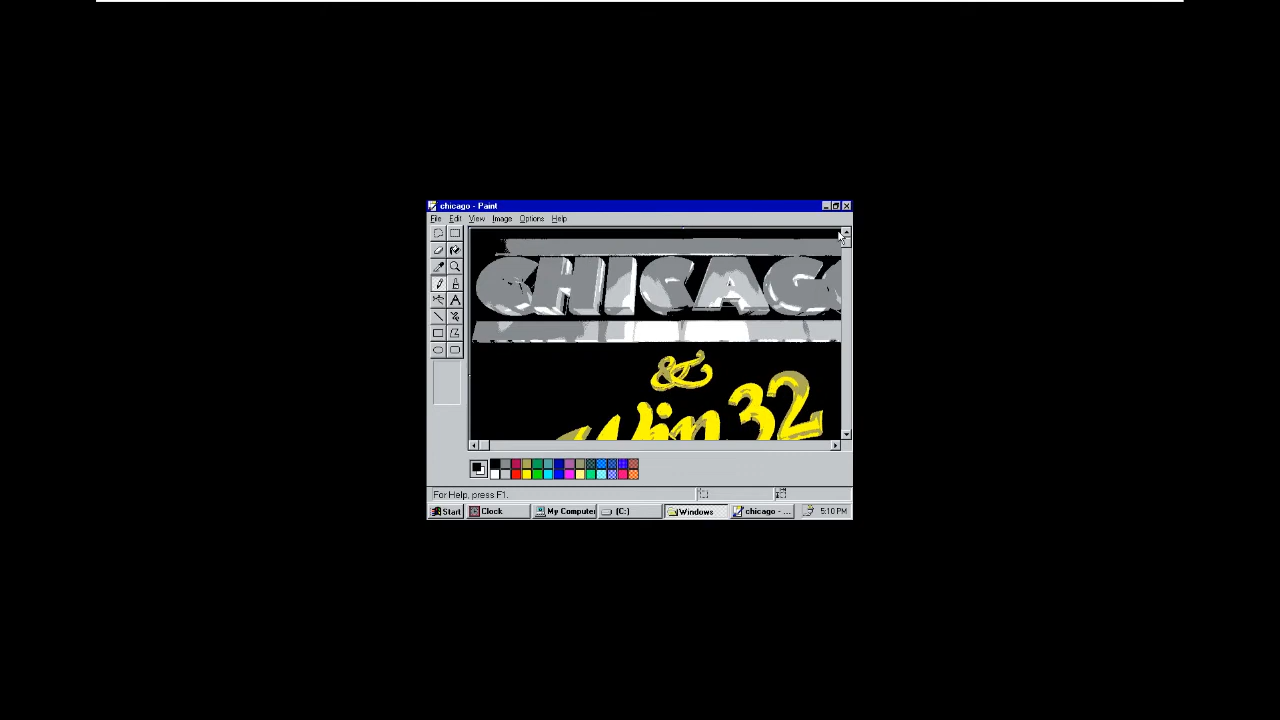 chicago - Paint
File Edit View Image Options Help
CHICAGO
&
Win 32
For Help, press F1.
Start Clock My Computer (C:) Windows chicago - ... 5:10 PM